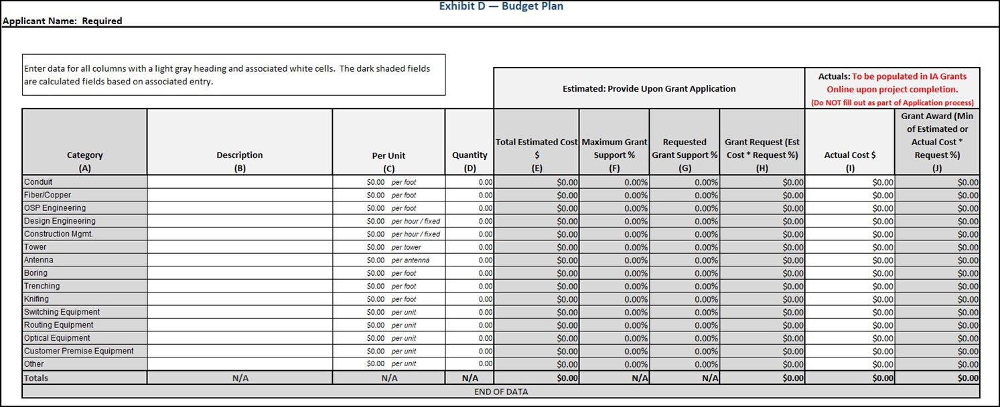 Exhibit D — Budget Plan
Applicant Name: Required
Enter data for all columns with a light gray heading and associated white cells. The dark shaded fields
are calculated fields based on associated entry.
Estimated: Provide Upon Grant Application
Actuals: To be populated in IA Grants
Online upon project completion.
(Do NOT fill out as part of Application process)
Category
(A)
Description
(B)
Per Unit
(C)
Quantity
(D)
Total Estimated Cost
$
(E)
Maximum Grant
Support %
(F)
Requested
Grant Support %
(G)
Grant Request (Est
Cost * Request %)
(H)
Actual Cost $
(I)
Grant Award (Min
of Estimated or
Actual Cost *
Request %)
(J)
Conduit $0.00 per foot 0.00 $0.00 0.00% 0.00% $0.00 $0.00 $0.00
Fiber/Copper $0.00 per foot 0.00 $0.00 0.00% 0.00% $0.00 $0.00 $0.00
OSP Engineering $0.00 per foot 0.00 $0.00 0.00% 0.00% $0.00 $0.00 $0.00
Design Engineering $0.00 per hour / fixed 0.00 $0.00 0.00% 0.00% $0.00 $0.00 $0.00
Construction Mgmt. $0.00 per hour / fixed 0.00 $0.00 0.00% 0.00% $0.00 $0.00 $0.00
Tower $0.00 per tower 0.00 $0.00 0.00% 0.00% $0.00 $0.00 $0.00
Antenna $0.00 per antenna 0.00 $0.00 0.00% 0.00% $0.00 $0.00 $0.00
Boring $0.00 per foot 0.00 $0.00 0.00% 0.00% $0.00 $0.00 $0.00
Trenching $0.00 per foot 0.00 $0.00 0.00% 0.00% $0.00 $0.00 $0.00
Knifing $0.00 per foot 0.00 $0.00 0.00% 0.00% $0.00 $0.00 $0.00
Switching Equipment $0.00 per unit 0.00 $0.00 0.00% 0.00% $0.00 $0.00 $0.00
Routing Equipment $0.00 per unit 0.00 $0.00 0.00% 0.00% $0.00 $0.00 $0.00
Optical Equipment $0.00 per unit 0.00 $0.00 0.00% 0.00% $0.00 $0.00 $0.00
Customer Premise Equipment $0.00 per unit 0.00 $0.00 0.00% 0.00% $0.00 $0.00 $0.00
Other $0.00 per unit 0.00 $0.00 0.00% 0.00% $0.00 $0.00 $0.00
Totals N/A N/A N/A $0.00 N/A N/A $0.00 $0.00 $0.00
END OF DATA